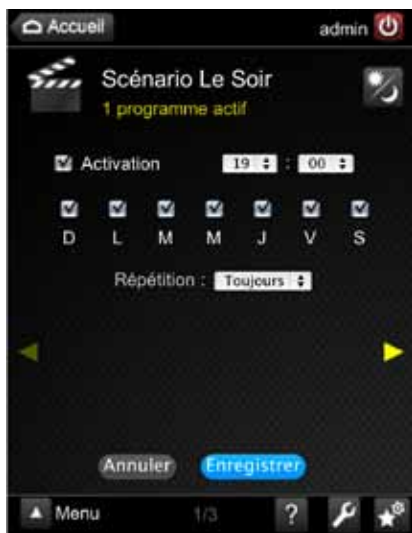 Accueil admin
Scénario Le Soir
1 programme actif
Activation 19 : 00
D L M M J V S
Répétition : Toujours
Annuler Enregistrer
Menu 1/3 ?